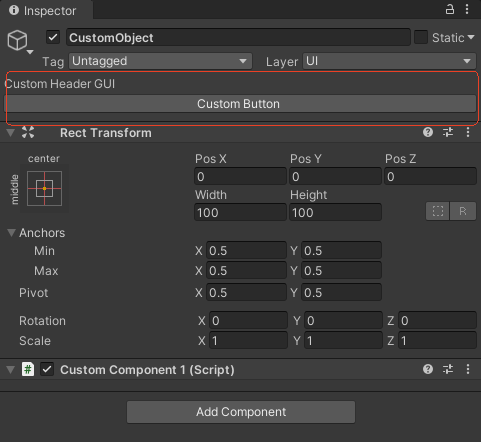 Inspector
CustomObject Static
Tag Untagged Layer UI
Custom Header GUI
Custom Button
Rect Transform
center Pos X Pos Y Pos Z
middle 0 0 0
Width Height
100 100 R
Anchors
Min X 0.5 Y 0.5
Max X 0.5 Y 0.5
Pivot X 0.5 Y 0.5
Rotation X 0 Y 0 Z 0
Scale X 1 Y 1 Z 1
# Custom Component 1 (Script)
Add Component